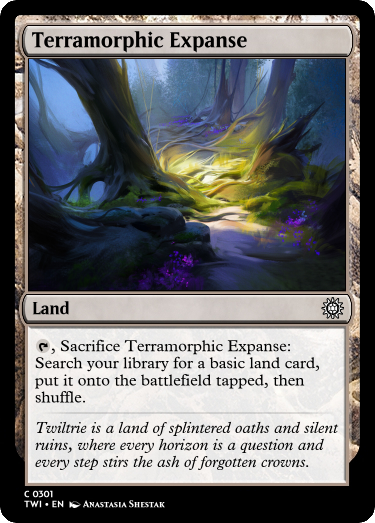 Terramorphic Expanse
Land
, Sacrifice Terramorphic Expanse:
Search your library for a basic land card,
put it onto the battlefield tapped, then
shuffle.
Twiltrie is a land of splintered oaths and silent
ruins, where every horizon is a question and
every step stirs the ash of forgotten crowns.
C 0301
TWI • EN Anastasia Shestak